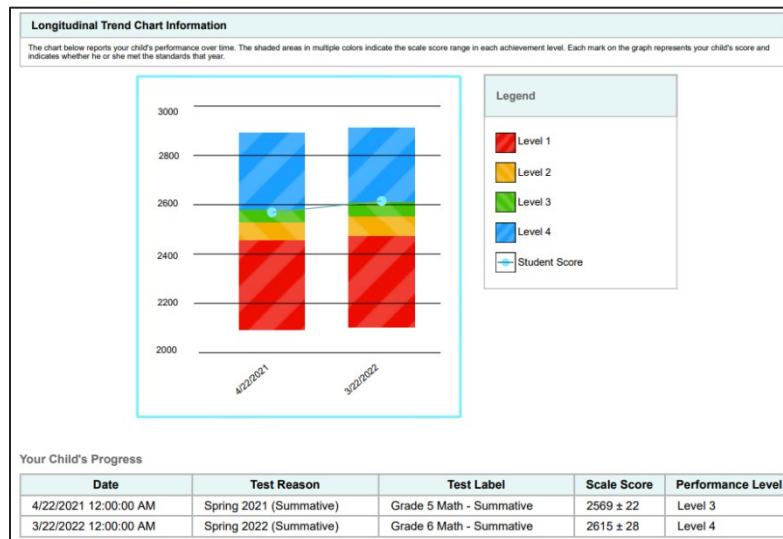 Longitudinal Trend Chart Information
The chart below reports your child's performance over time. The shaded areas in multiple colors indicate the scale score range in each achievement level. Each mark on the graph represents your child's score and
indicates whether he or she met the standards that year.
3000
2800
2600
2400
2200
2000
4/22/2021
3/22/2022
Legend
Level 1
Level 2
Level 3
Level 4
Student Score
Your Child's Progress
Date Test Reason Test Label Scale Score Performance Level
4/22/2021 12:00:00 AM Spring 2021 (Summative) Grade 5 Math - Summative 2569 ± 22 Level 3
3/22/2022 12:00:00 AM Spring 2022 (Summative) Grade 6 Math - Summative 2615 ± 28 Level 4